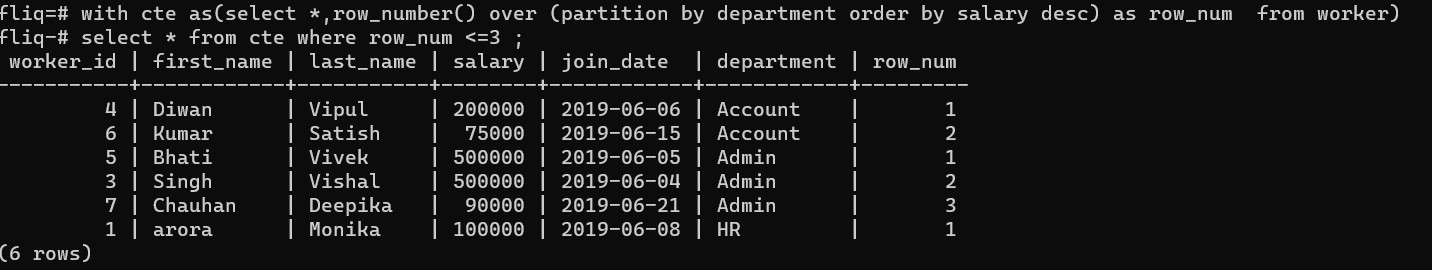 fliq=# with cte as(select *,row_number() over (partition by department order by salary desc) as row_num  from worker)
fliq-# select * from cte where row_num <=3 ;
 worker_id | first_name | last_name | salary | join_date  | department | row_num
-----------+------------+-----------+--------+------------+------------+---------
         4 | Diwan      | Vipul     | 200000 | 2019-06-06 | Account    |       1
         6 | Kumar      | Satish    |  75000 | 2019-06-15 | Account    |       2
         5 | Bhati      | Vivek     | 500000 | 2019-06-05 | Admin      |       1
         3 | Singh      | Vishal    | 500000 | 2019-06-04 | Admin      |       2
         7 | Chauhan    | Deepika   |  90000 | 2019-06-21 | Admin      |       3
         1 | arora      | Monika    | 100000 | 2019-06-08 | HR         |       1
(6 rows)